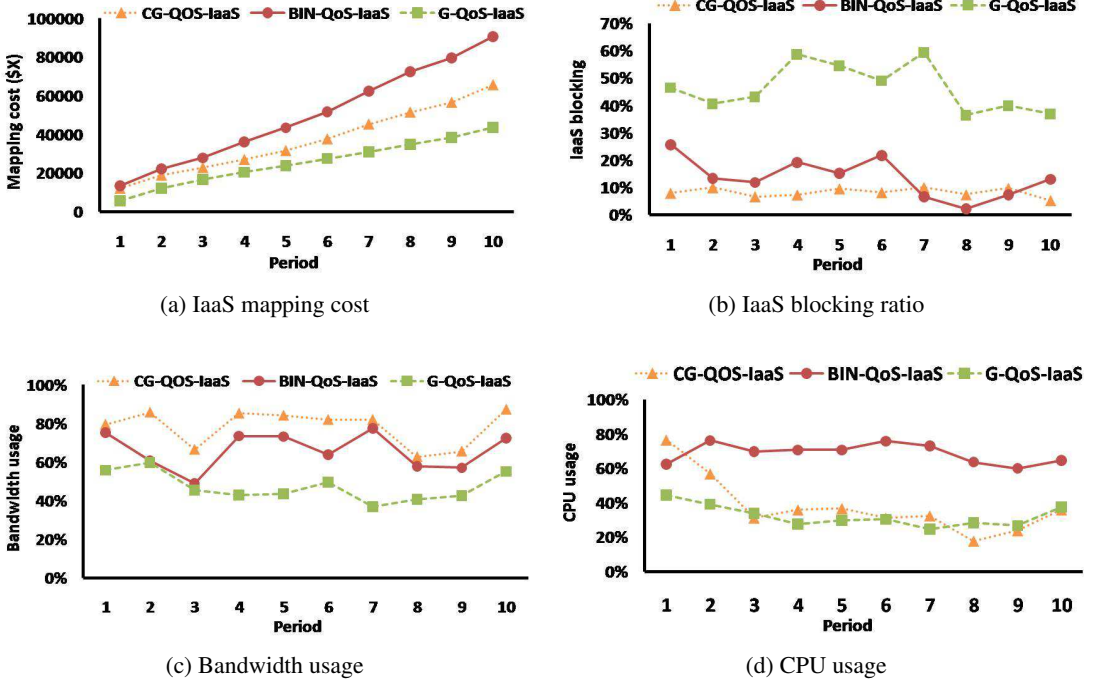 CG-QOS-IaaS BIN-QoS-IaaS G-QoS-IaaS
Mapping cost ($X)
100000
80000
60000
40000
20000
0
1 2 3 4 5 6 7 8 9 10
Period
(a) IaaS mapping cost
CG-QOS-IaaS BIN-QoS-IaaS G-QoS-IaaS
IaaS blocking
70%
60%
50%
40%
30%
20%
10%
0%
1 2 3 4 5 6 7 8 9 10
Period
(b) IaaS blocking ratio
CG-QOS-IaaS BIN-QoS-IaaS G-QoS-IaaS
Bandwidth usage
100%
80%
60%
40%
20%
0%
1 2 3 4 5 6 7 8 9 10
Period
(c) Bandwidth usage
CG-QOS-IaaS BIN-QoS-IaaS G-QoS-IaaS
CPU usage
100%
80%
60%
40%
20%
0%
1 2 3 4 5 6 7 8 9 10
Period
(d) CPU usage